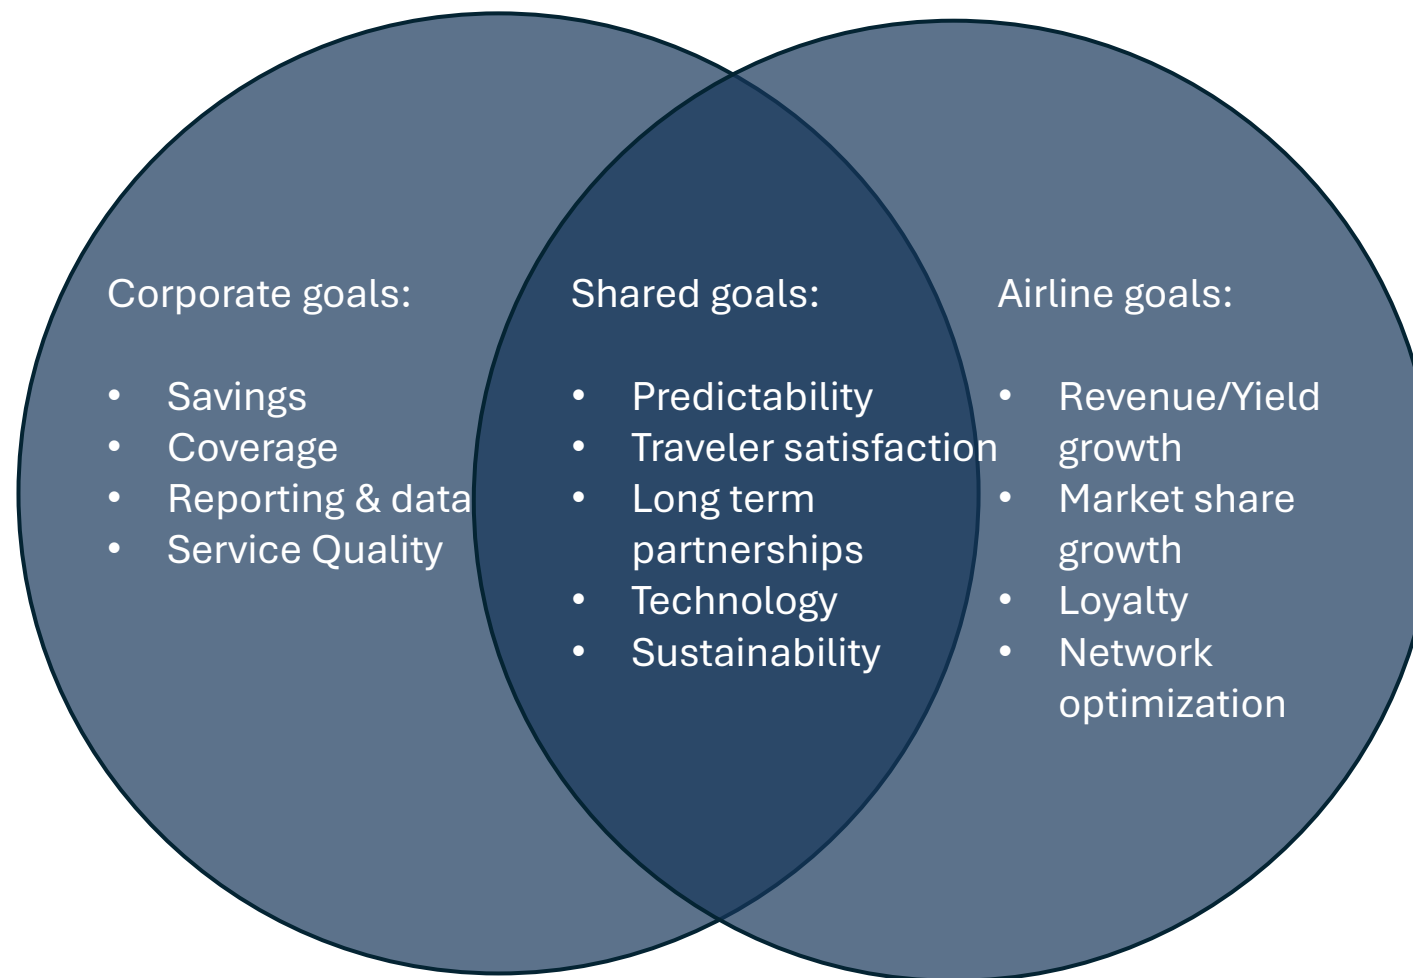 Corporate goals:
• Savings
• Coverage
• Reporting & data
• Service Quality
Shared goals:
• Predictability
• Traveler satisfaction
• Long term
partnerships
• Technology
• Sustainability
Airline goals:
• Revenue/Yield
growth
• Market share
growth
• Loyalty
• Network
optimization